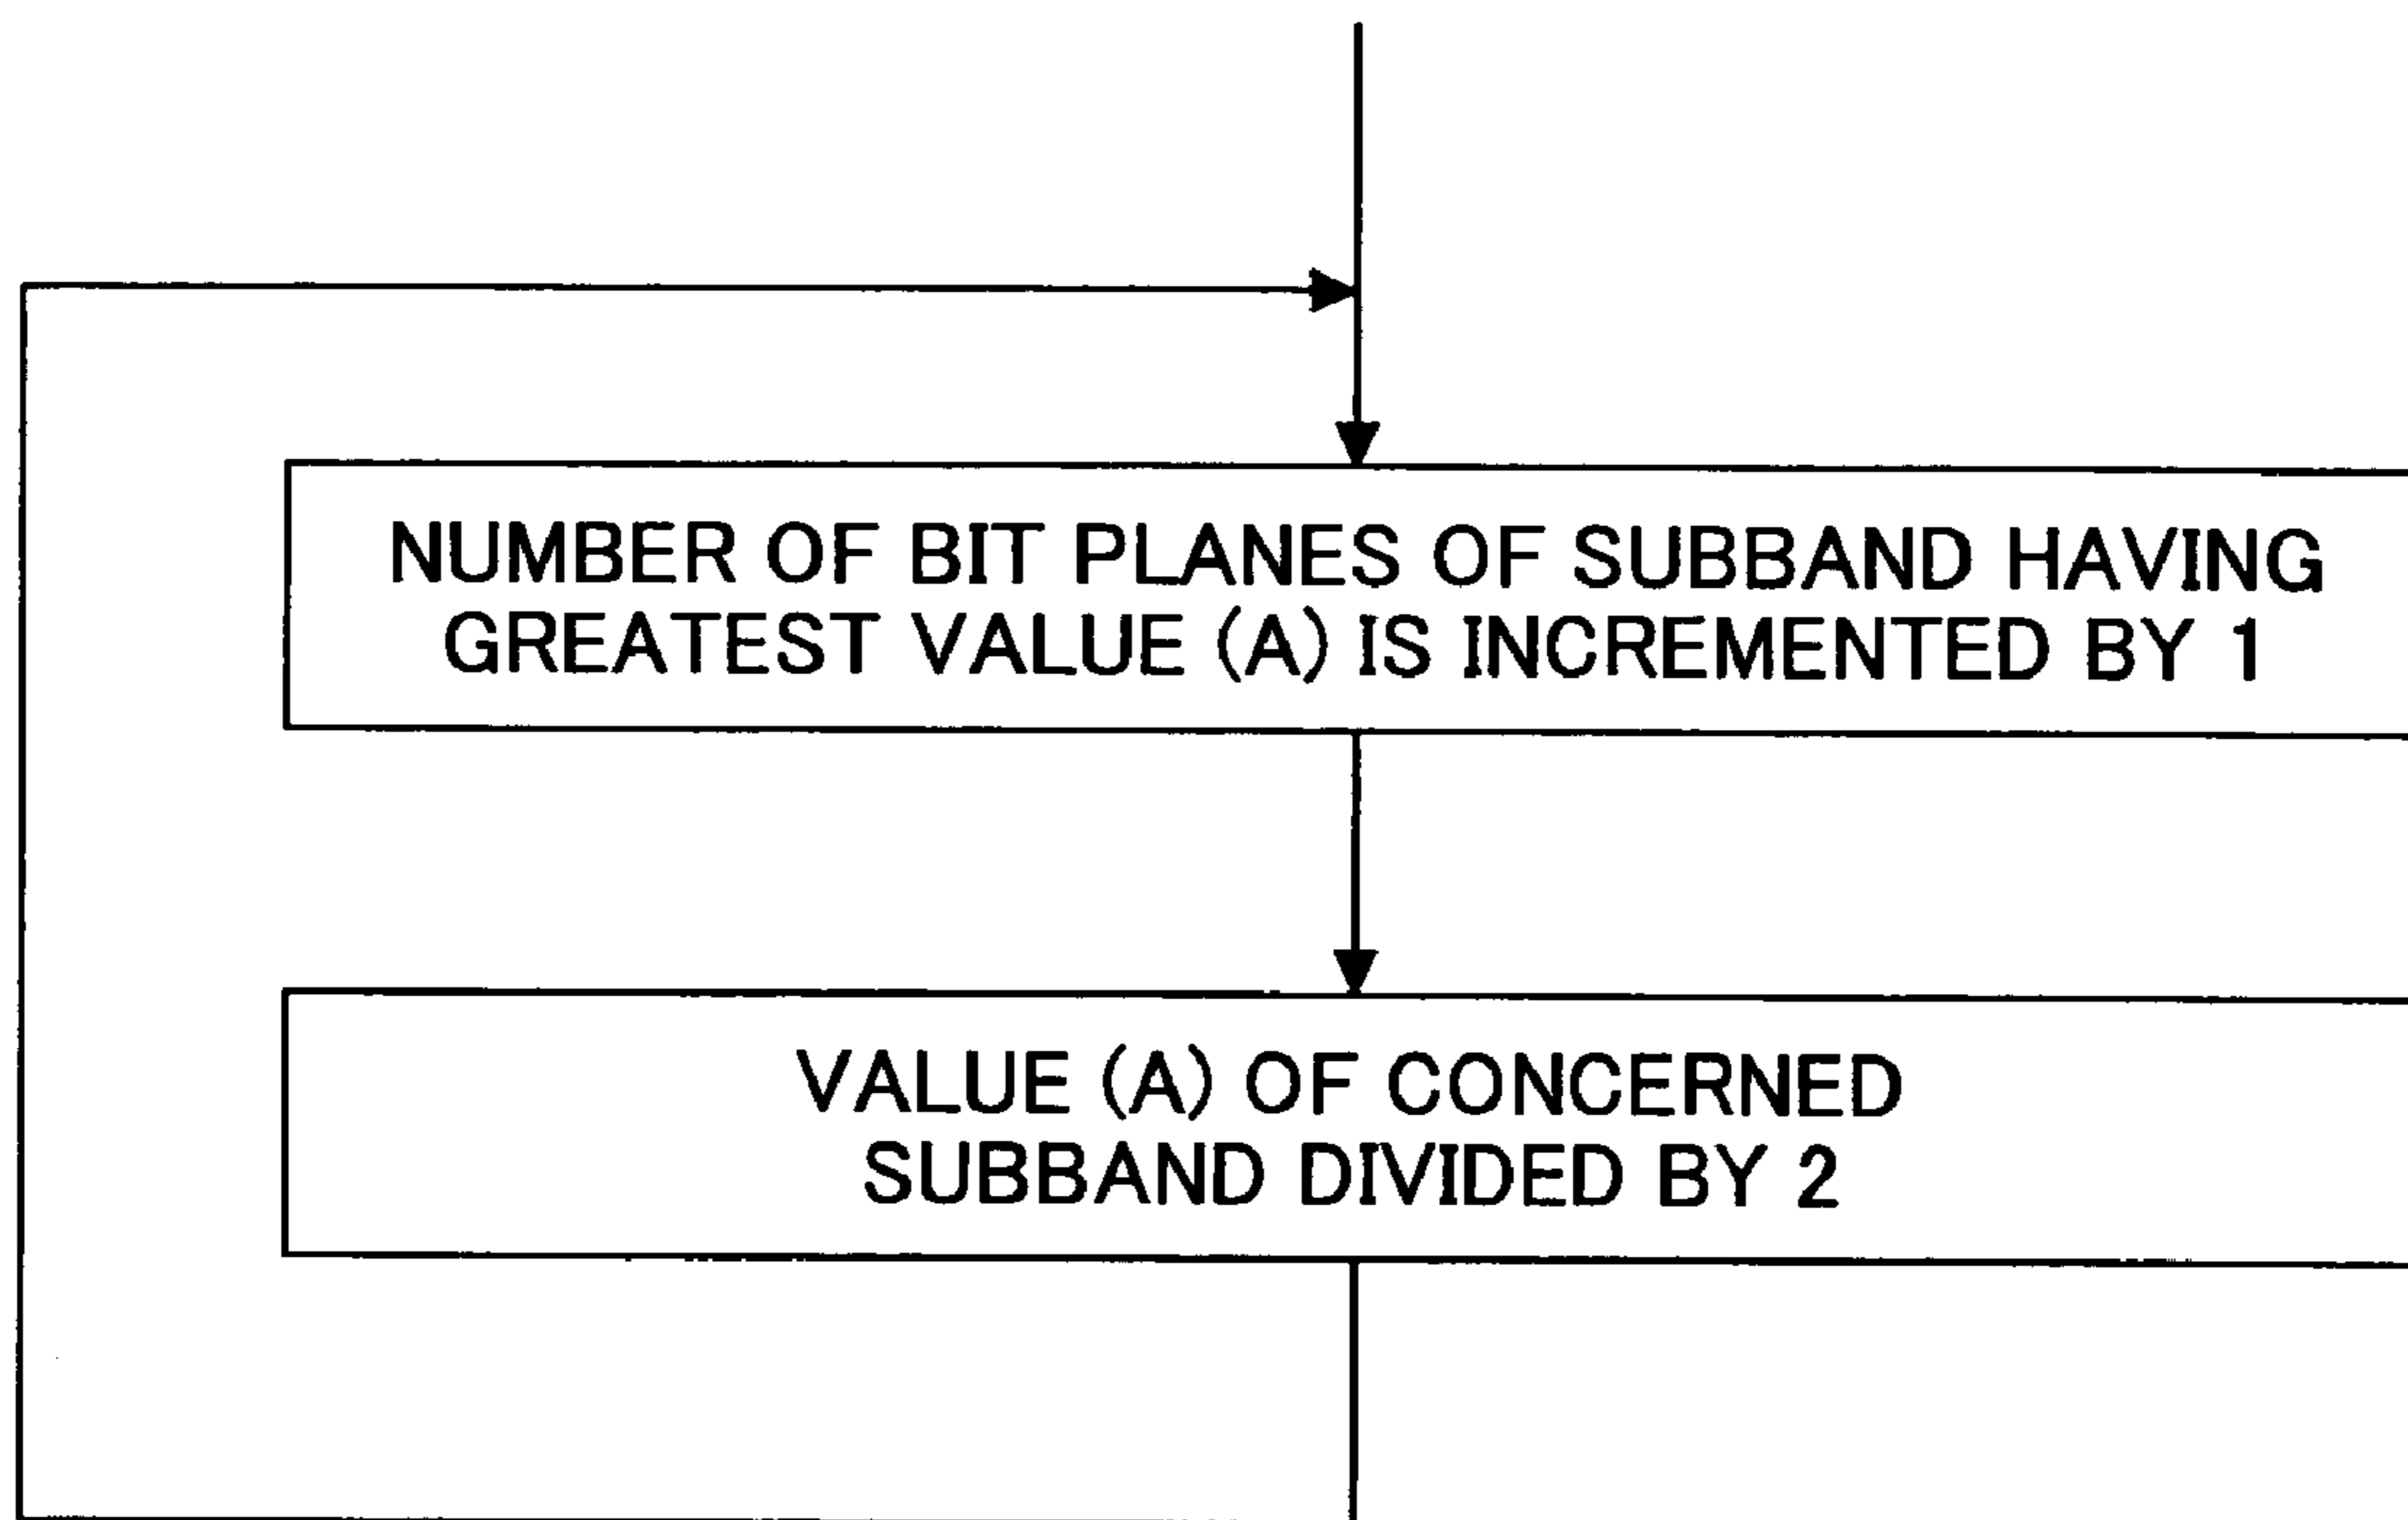 NUMBER OF BIT PLANES OF SUBBAND HAVING
GREATEST VALUE (A) IS INCREMENTED BY 1
VALUE (A) OF CONCERNED
SUBBAND DIVIDED BY 2